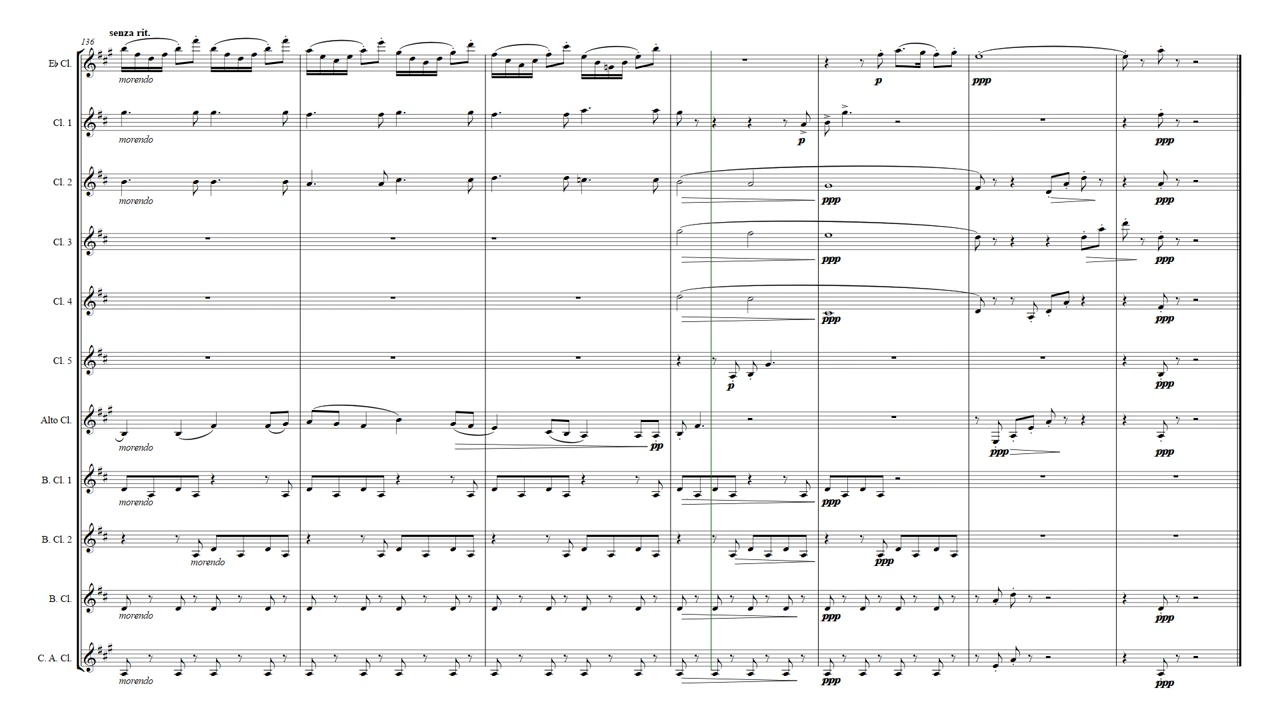 senza rit.
136
E♭ Cl.
morendo
p
ppp
Cl. 1
morendo
p
ppp
Cl. 2
morendo
ppp
ppp
Cl. 3
ppp
ppp
Cl. 4
ppp
ppp
Cl. 5
p
ppp
Alto Cl.
morendo
pp
ppp
ppp
B. Cl. 1
morendo
ppp
B. Cl. 2
morendo
ppp
B. Cl.
morendo
ppp
ppp
C. A. Cl.
morendo
ppp
ppp